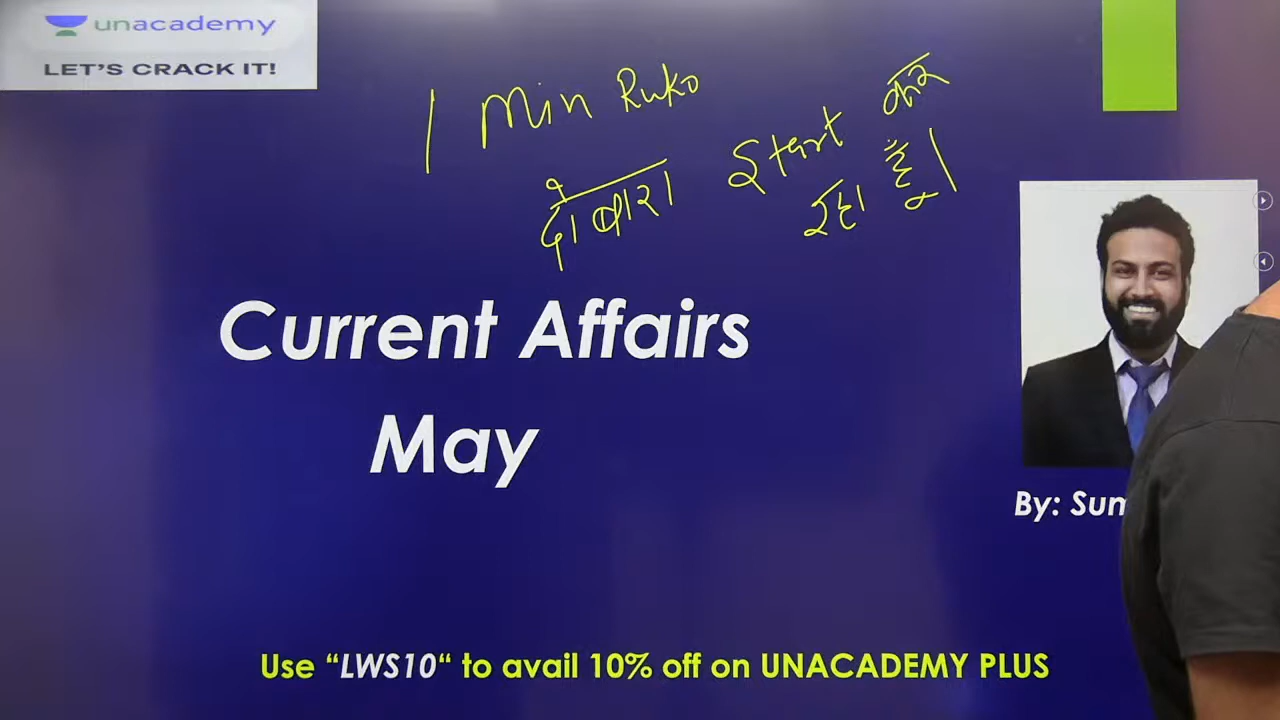 unacademy
LET'S CRACK IT!
1 Min Ruko
दोबारा Start कर
रहा हूँ।
Current Affairs
May
By: Sum
Use “LWS10“ to avail 10% off on UNACADEMY PLUS